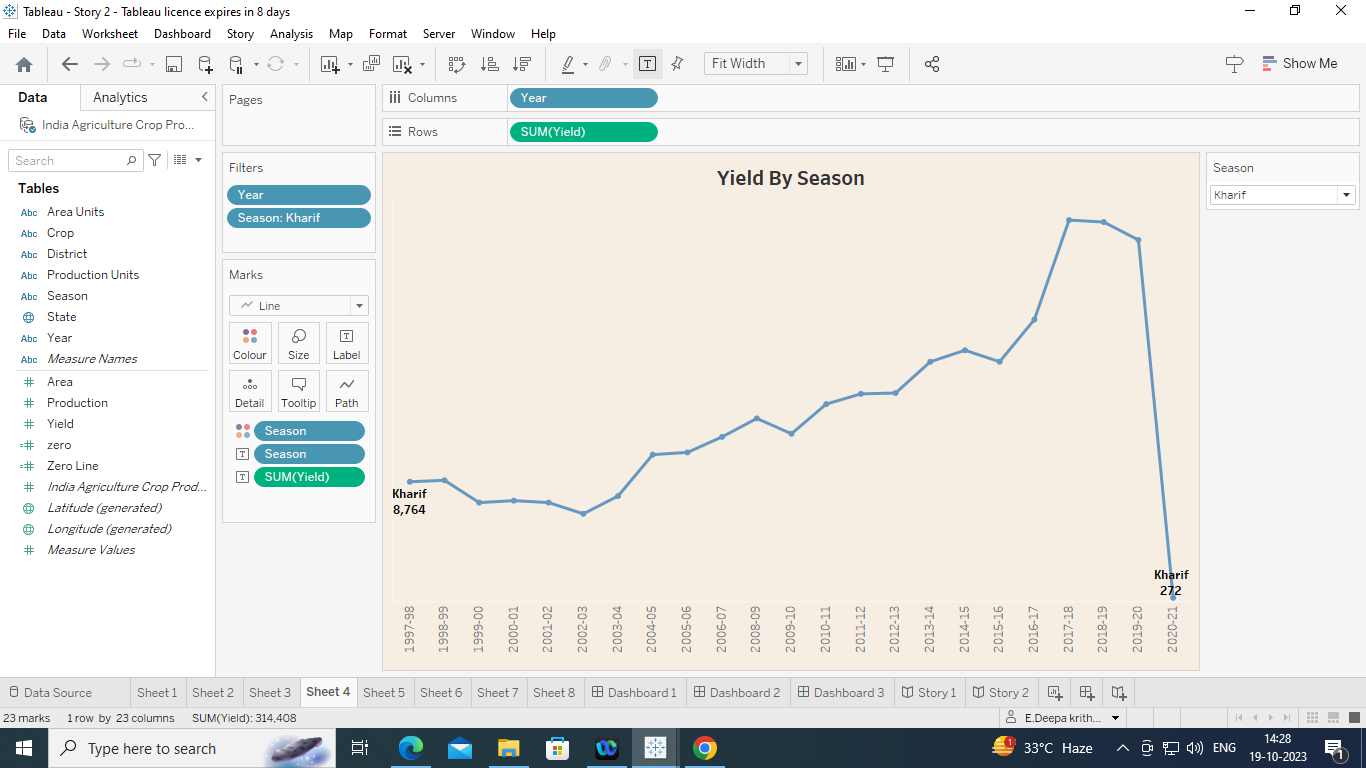 Tableau - Story 2 - Tableau licence expires in 8 days
File Data Worksheet Dashboard Story Analysis Map Format Server Window Help
Fit Width
Show Me
Data Analytics
India Agriculture Crop Pro...
Search
Tables
Abc Area Units
Abc Crop
Abc District
Abc Production Units
Abc Season
State
Abc Year
Abc Measure Names
# Area
# Production
# Yield
=# zero
=# Zero Line
# India Agriculture Crop Prod...
Latitude (generated)
Longitude (generated)
# Measure Values
Pages
Filters
Year
Season: Kharif
Marks
Line
Colour Size Label
Detail Tooltip Path
Season
Season
SUM(Yield)
Columns Year
Rows SUM(Yield)
Yield By Season
Kharif
8,764
Kharif
272
1997-98
1998-99
1999-00
2000-01
2001-02
2002-03
2003-04
2004-05
2005-06
2006-07
2008-09
2009-10
2010-11
2011-12
2012-13
2013-14
2014-15
2015-16
2016-17
2017-18
2018-19
2019-20
2020-21
Season
Kharif
Data Source Sheet 1 Sheet 2 Sheet 3 Sheet 4 Sheet 5 Sheet 6 Sheet 7 Sheet 8 Dashboard 1 Dashboard 2 Dashboard 3 Story 1 Story 2
23 marks 1 row by 23 columns SUM(Yield): 314,408
E.Deepa krith...
Type here to search
1
33°C Haze
ENG
14:28
19-10-2023
1